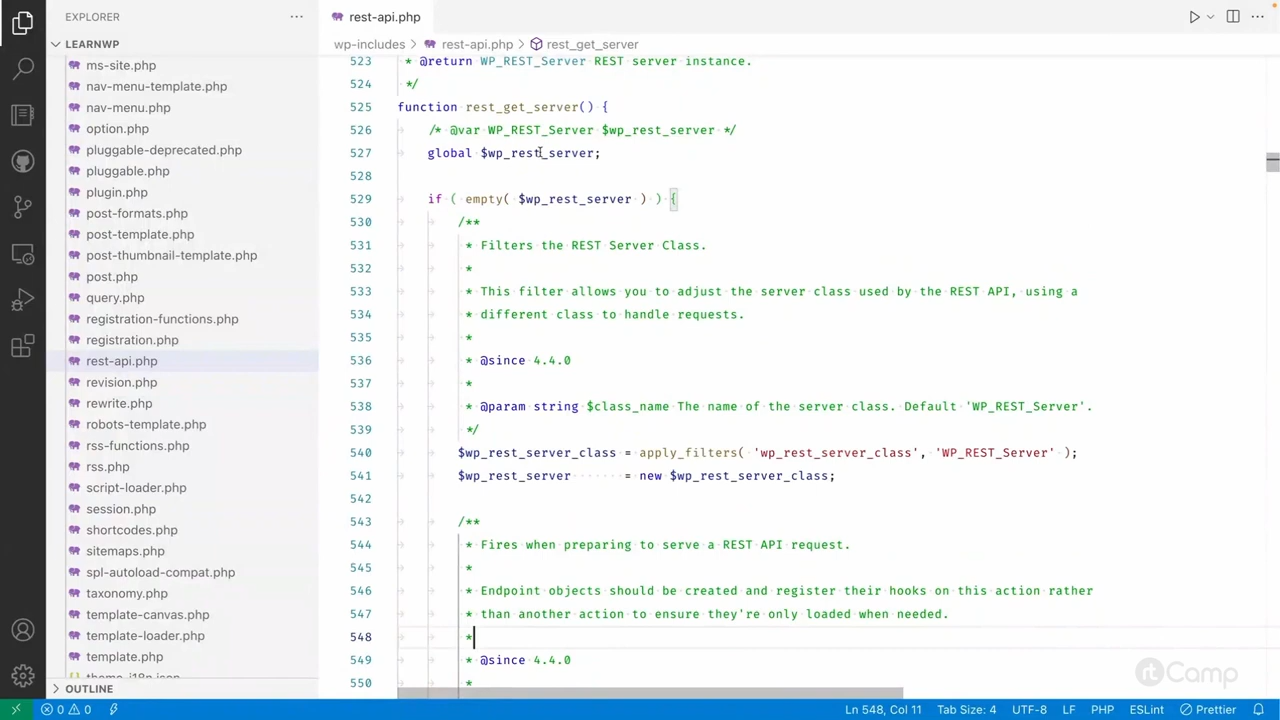 EXPLORER
LEARNWP
ms-site.php
nav-menu-template.php
nav-menu.php
option.php
pluggable-deprecated.php
pluggable.php
plugin.php
post-formats.php
post-template.php
post-thumbnail-template.php
post.php
query.php
registration-functions.php
registration.php
rest-api.php
revision.php
rewrite.php
robots-template.php
rss-functions.php
rss.php
script-loader.php
session.php
shortcodes.php
sitemaps.php
spl-autoload-compat.php
taxonomy.php
template-canvas.php
template-loader.php
template.php
theme-i18n.json
OUTLINE
rest-api.php
wp-includes > rest-api.php > rest_get_server
523 * @return WP_REST_Server REST server instance.
524 */
525 function rest_get_server() {
526 /* @var WP_REST_Server $wp_rest_server */
527 global $wp_rest_server;
528
529 if ( empty( $wp_rest_server ) ) {
530 /**
531 * Filters the REST Server Class.
532 *
533 * This filter allows you to adjust the server class used by the REST API, using a
534 * different class to handle requests.
535 *
536 * @since 4.4.0
537 *
538 * @param string $class_name The name of the server class. Default 'WP_REST_Server'.
539 */
540 $wp_rest_server_class = apply_filters( 'wp_rest_server_class', 'WP_REST_Server' );
541 $wp_rest_server = new $wp_rest_server_class;
542
543 /**
544 * Fires when preparing to serve a REST API request.
545 *
546 * Endpoint objects should be created and register their hooks on this action rather
547 * than another action to ensure they're only loaded when needed.
548 *
549 * @since 4.4.0
550 *
rtCamp
0 0 Ln 548, Col 11 Tab Size: 4 UTF-8 LF PHP ESLint Prettier